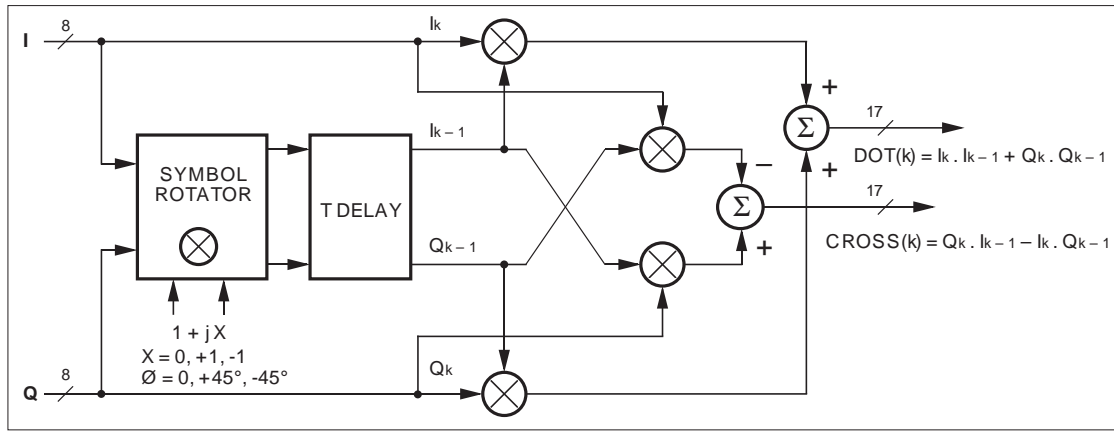 I
8
Ik
17
+
Σ
DOT(k) = Ik . Ik – 1 + Qk . Qk – 1
+
SYMBOL
ROTATOR
T DELAY
Ik – 1
Qk – 1
–
Σ
+
17
CROSS(k) = Qk . Ik – 1 – Ik . Qk – 1
1 + jX
X = 0, +1, -1
Ø = 0, +45°, -45°
Q
8
Qk